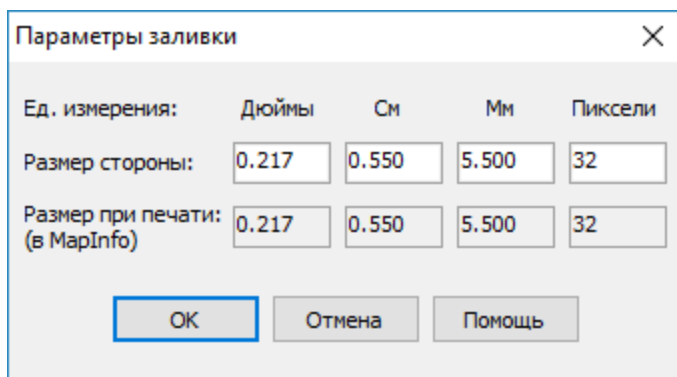 Параметры заливки
Ед. измерения: Дюймы См Мм Пиксели
Размер стороны: 0.217 0.550 5.500 32
Размер при печати: 0.217 0.550 5.500 32
(в MapInfo)
OK Отмена Помощь